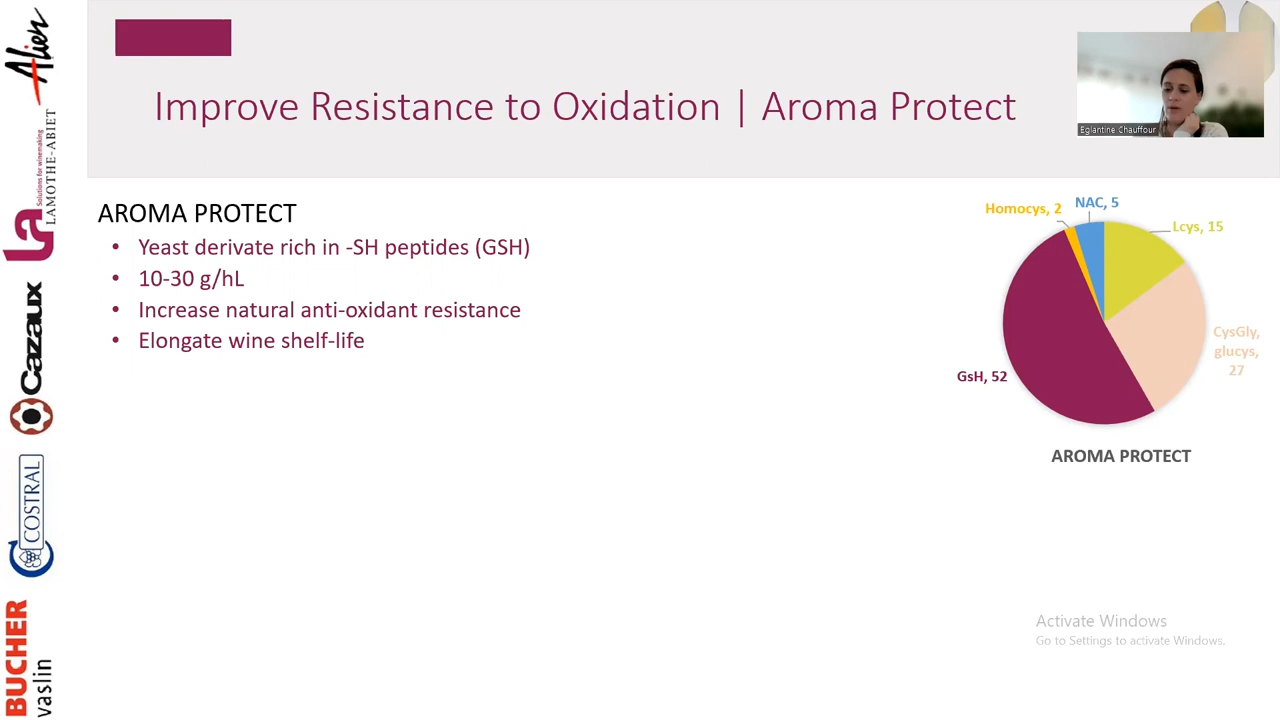 Improve Resistance to Oxidation | Aroma Protect
Eglantine Chauffour
AROMA PROTECT
• Yeast derivate rich in -SH peptides (GSH)
• 10-30 g/hL
• Increase natural anti-oxidant resistance
• Elongate wine shelf-life
Homocys, 2
NAC, 5
Lcys, 15
CysGly,
glucys,
27
GsH, 52
AROMA PROTECT
Activate Windows
Go to Settings to activate Windows.
Alien
La
Solutions for winemaking
LAMOTHE-ABIET
Cazaux
COSTRAL
BUCHER
vaslin